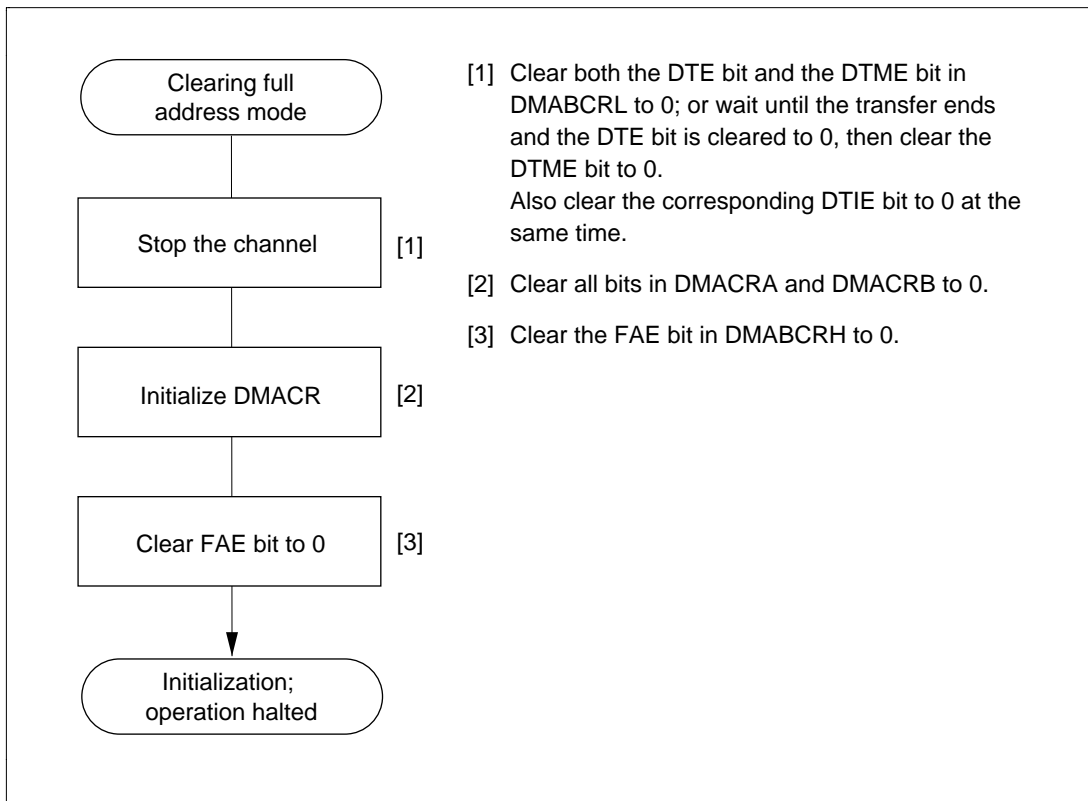 Clearing full
address mode
Stop the channel
[1]
Initialize DMACR
[2]
Clear FAE bit to 0
[3]
Initialization;
operation halted
[1] Clear both the DTE bit and the DTME bit in
DMABCRL to 0; or wait until the transfer ends
and the DTE bit is cleared to 0, then clear the
DTME bit to 0.
Also clear the corresponding DTIE bit to 0 at the
same time.
[2] Clear all bits in DMACRA and DMACRB to 0.
[3] Clear the FAE bit in DMABCRH to 0.